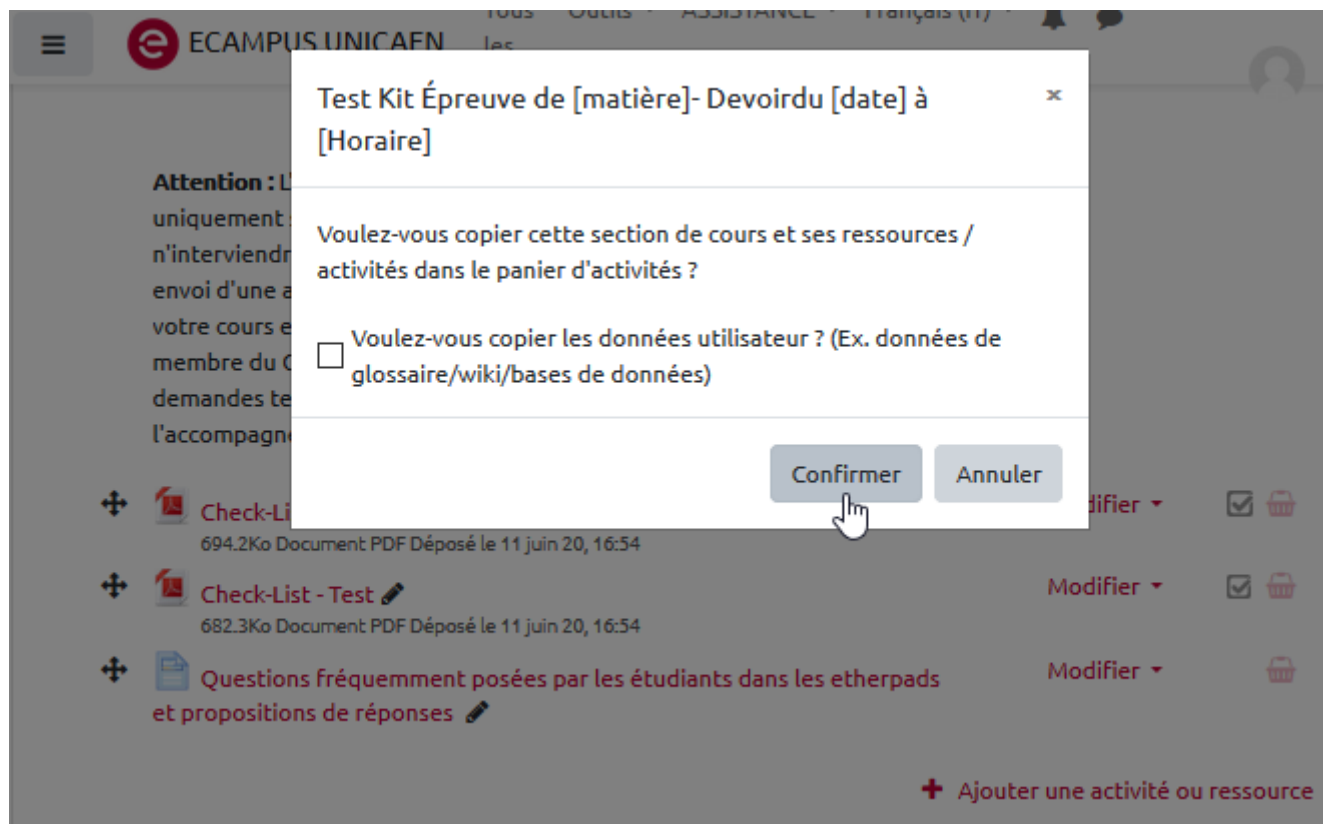 ECAMPUS UNICAEN
les
Test Kit Épreuve de [matière]- Devoirdu [date] à
[Horaire]
×
Voulez-vous copier cette section de cours et ses ressources /
activités dans le panier d'activités ?
Voulez-vous copier les données utilisateur ? (Ex. données de
glossaire/wiki/bases de données)
Confirmer
Annuler
Attention :
uniquement
n'interviendr
envoi d'une a
votre cours e
membre du
demandes te
l'accompagne
Check-Li
694.2Ko Document PDF Déposé le 11 juin 20, 16:54
difier
Check-List - Test
Modifier
682.3Ko Document PDF Déposé le 11 juin 20, 16:54
Questions fréquemment posées par les étudiants dans les etherpads
et propositions de réponses
Modifier
Ajouter une activité ou ressource